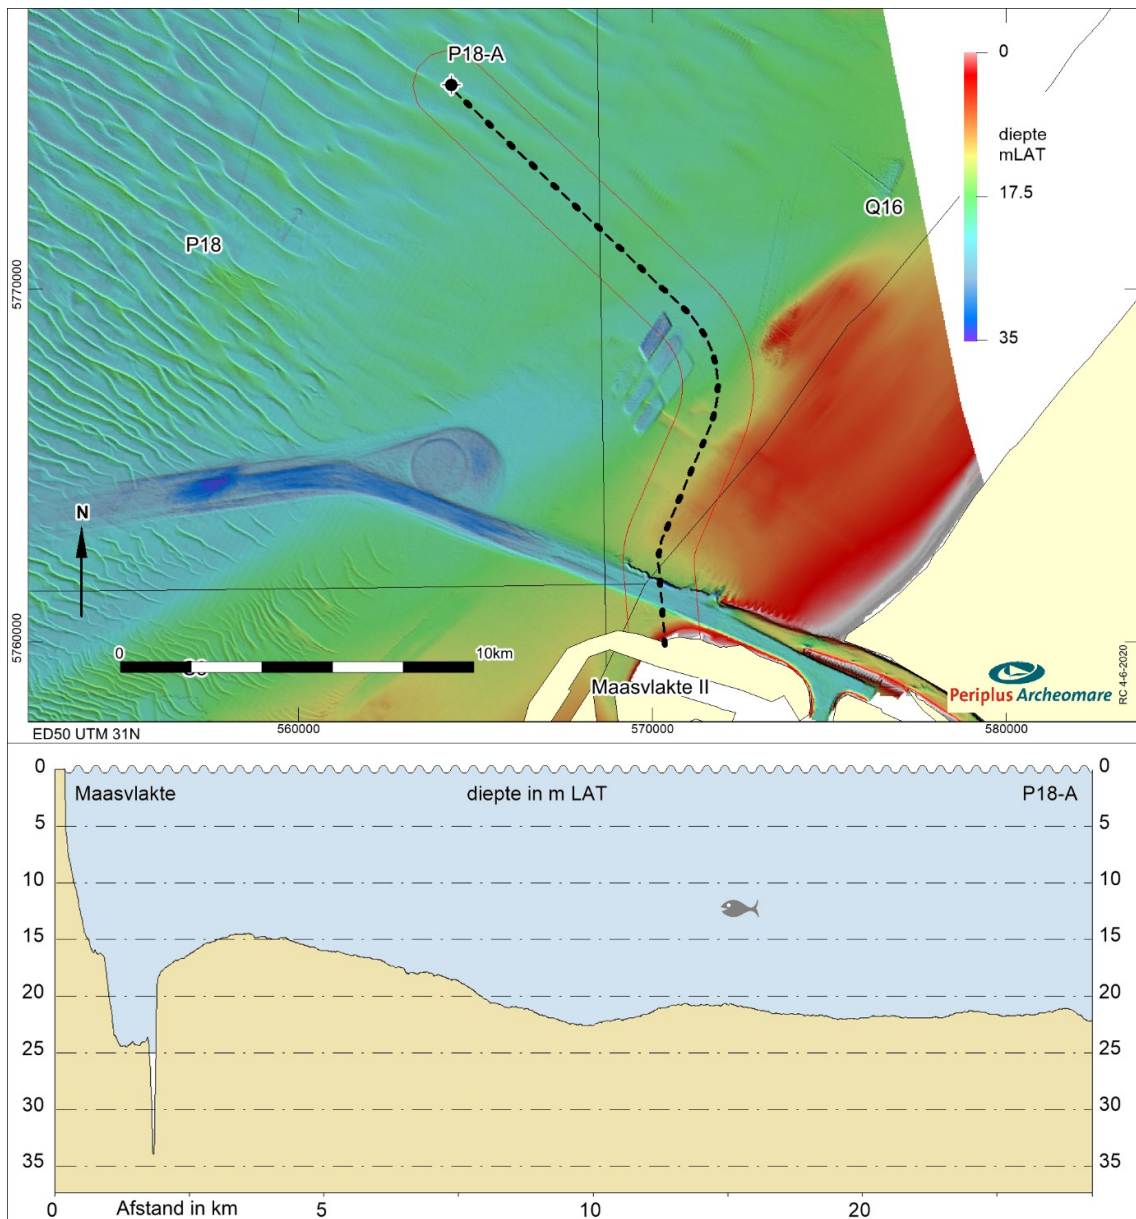 P18-A
0
diepte
mLAT
17.5
35
Q16
P18
5770000
N
5760000
0
10km
Maasvlakte II
Periplus Archeomare
RC 4-6-2020
ED50 UTM 31N
560000
570000
580000
0
Maasvlakte
diepte in m LAT
P18-A
0
5
5
10
10
15
15
20
20
25
25
30
30
35
35
0
Afstand in km
5
10
20